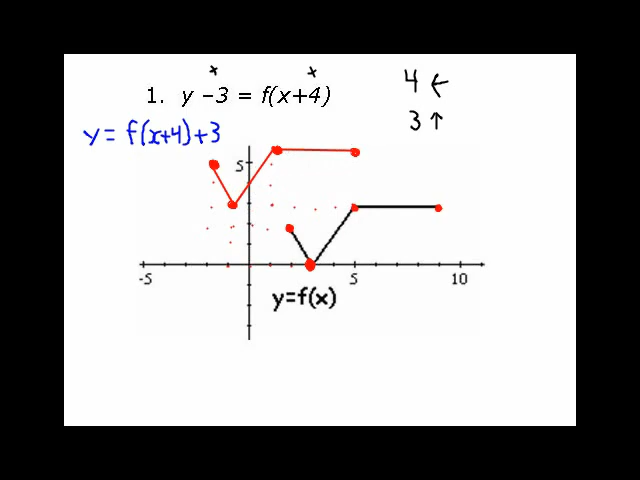 1. y –3 = f(x+4)
4 ←
3 ↑
y = f(x+4)+3
5
-5
5
10
y=f(x)